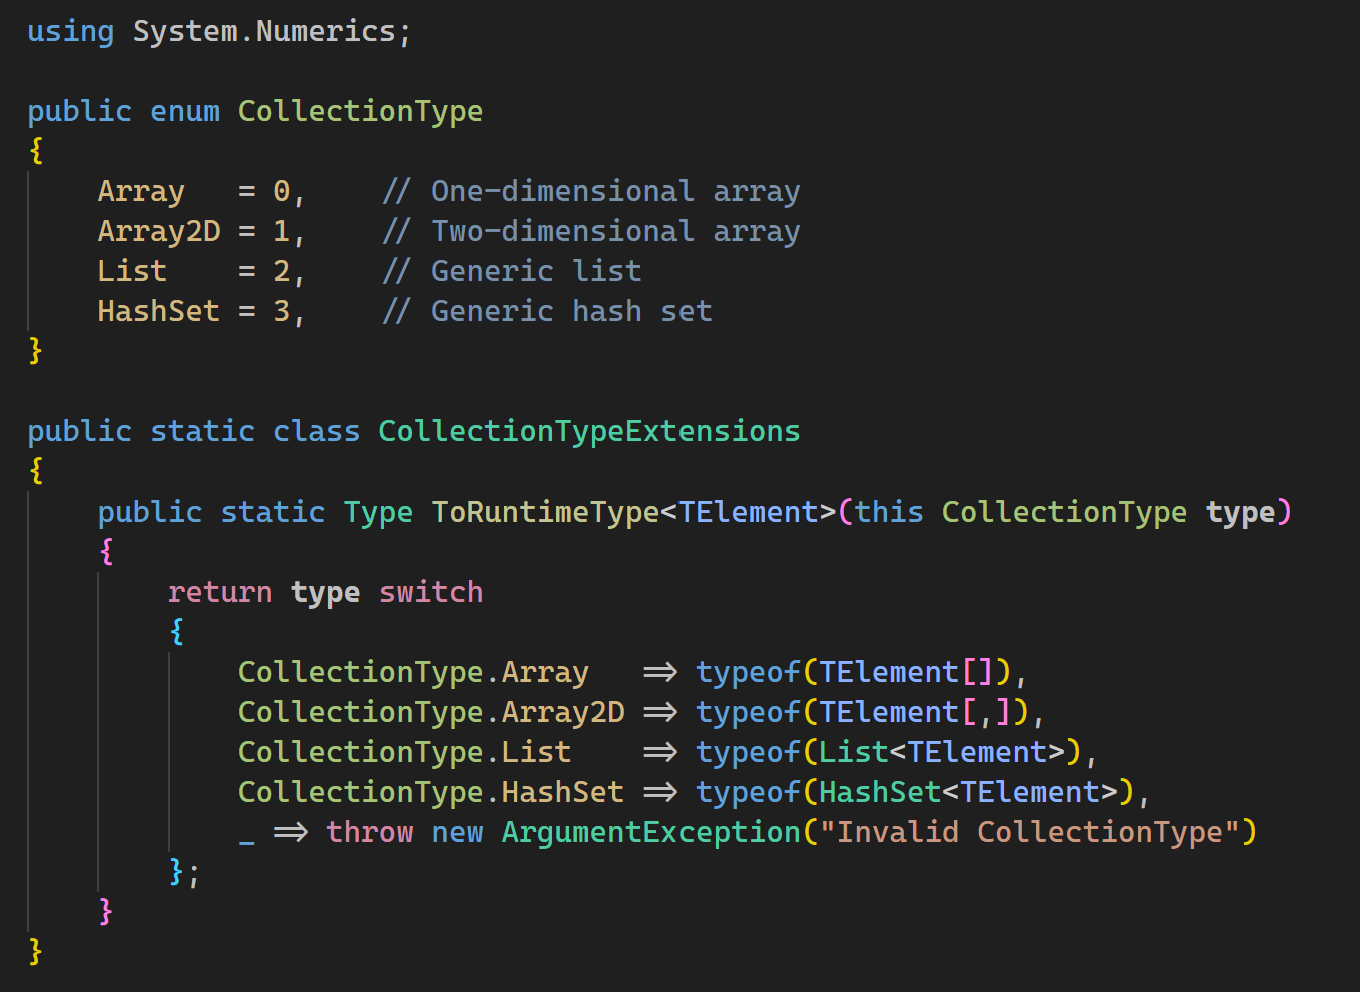 using System.Numerics;

public enum CollectionType
{
    Array   = 0,    // One-dimensional array
    Array2D = 1,    // Two-dimensional array
    List    = 2,    // Generic list
    HashSet = 3,    // Generic hash set
}

public static class CollectionTypeExtensions
{
    public static Type ToRuntimeType<TElement>(this CollectionType type)
    {
        return type switch
        {
            CollectionType.Array   => typeof(TElement[]),
            CollectionType.Array2D => typeof(TElement[,]),
            CollectionType.List    => typeof(List<TElement>),
            CollectionType.HashSet => typeof(HashSet<TElement>),
            _ => throw new ArgumentException("Invalid CollectionType")
        };
    }
}